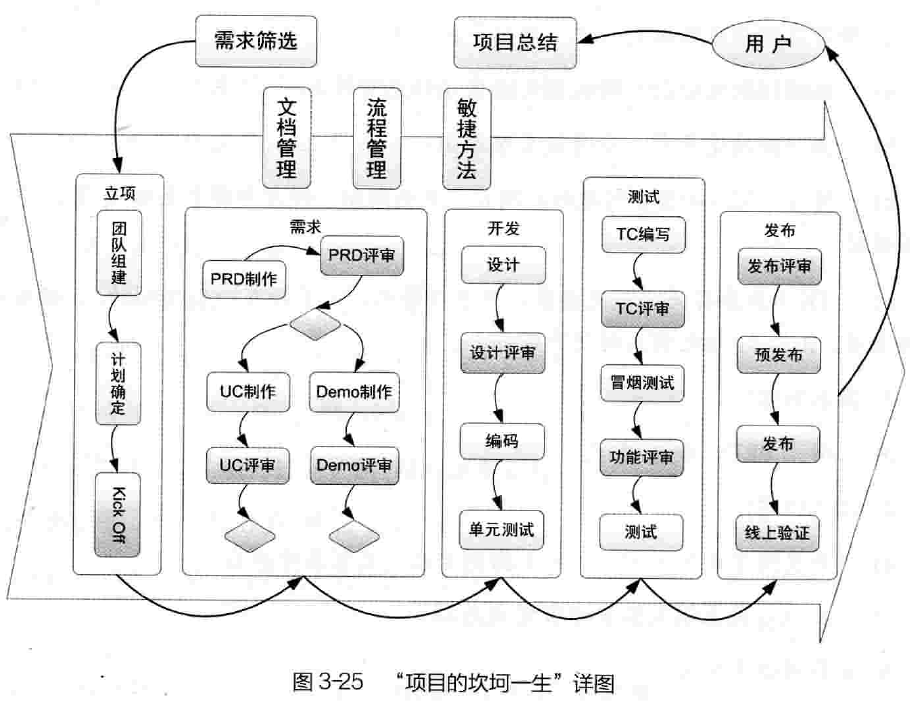 需求筛选
项目总结
用户
文档管理
流程管理
敏捷方法
立项
团队组建
计划确定
Kick Off
需求
PRD制作
PRD评审
UC制作
Demo制作
UC评审
Demo评审
开发
设计
设计评审
编码
单元测试
测试
TC编写
TC评审
冒烟测试
功能评审
测试
发布
发布评审
预发布
发布
线上验证
图 3-25 “项目的坎坷一生”详图